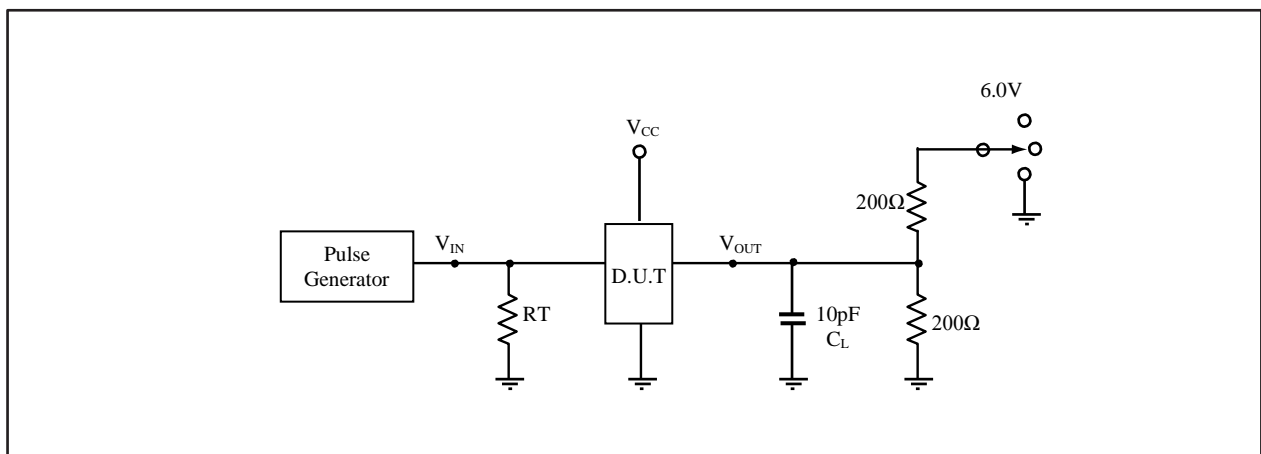 6.0V
V_CC
200Ω
Pulse
Generator
V_IN
D.U.T
V_OUT
RT
10pF
C_L
200Ω